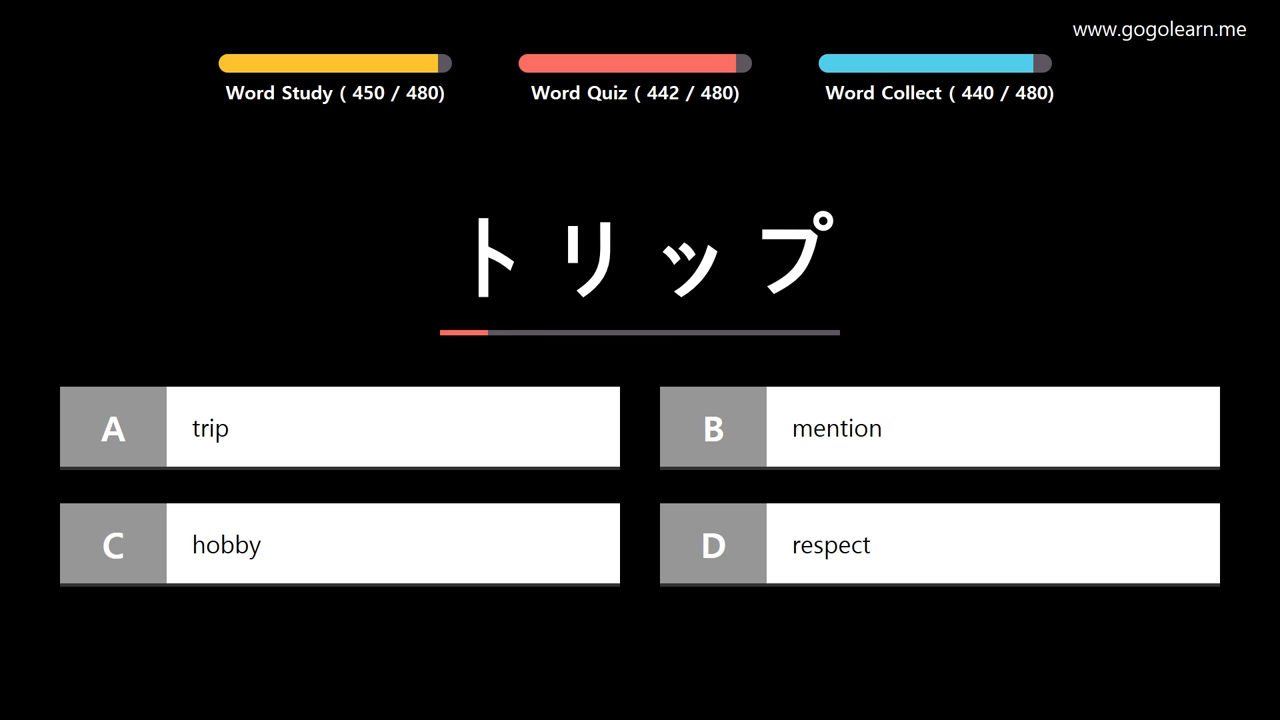 www.gogolearn.me
Word Study ( 450 / 480)
Word Quiz ( 442 / 480)
Word Collect ( 440 / 480)
トリップ
A trip
B mention
C hobby
D respect